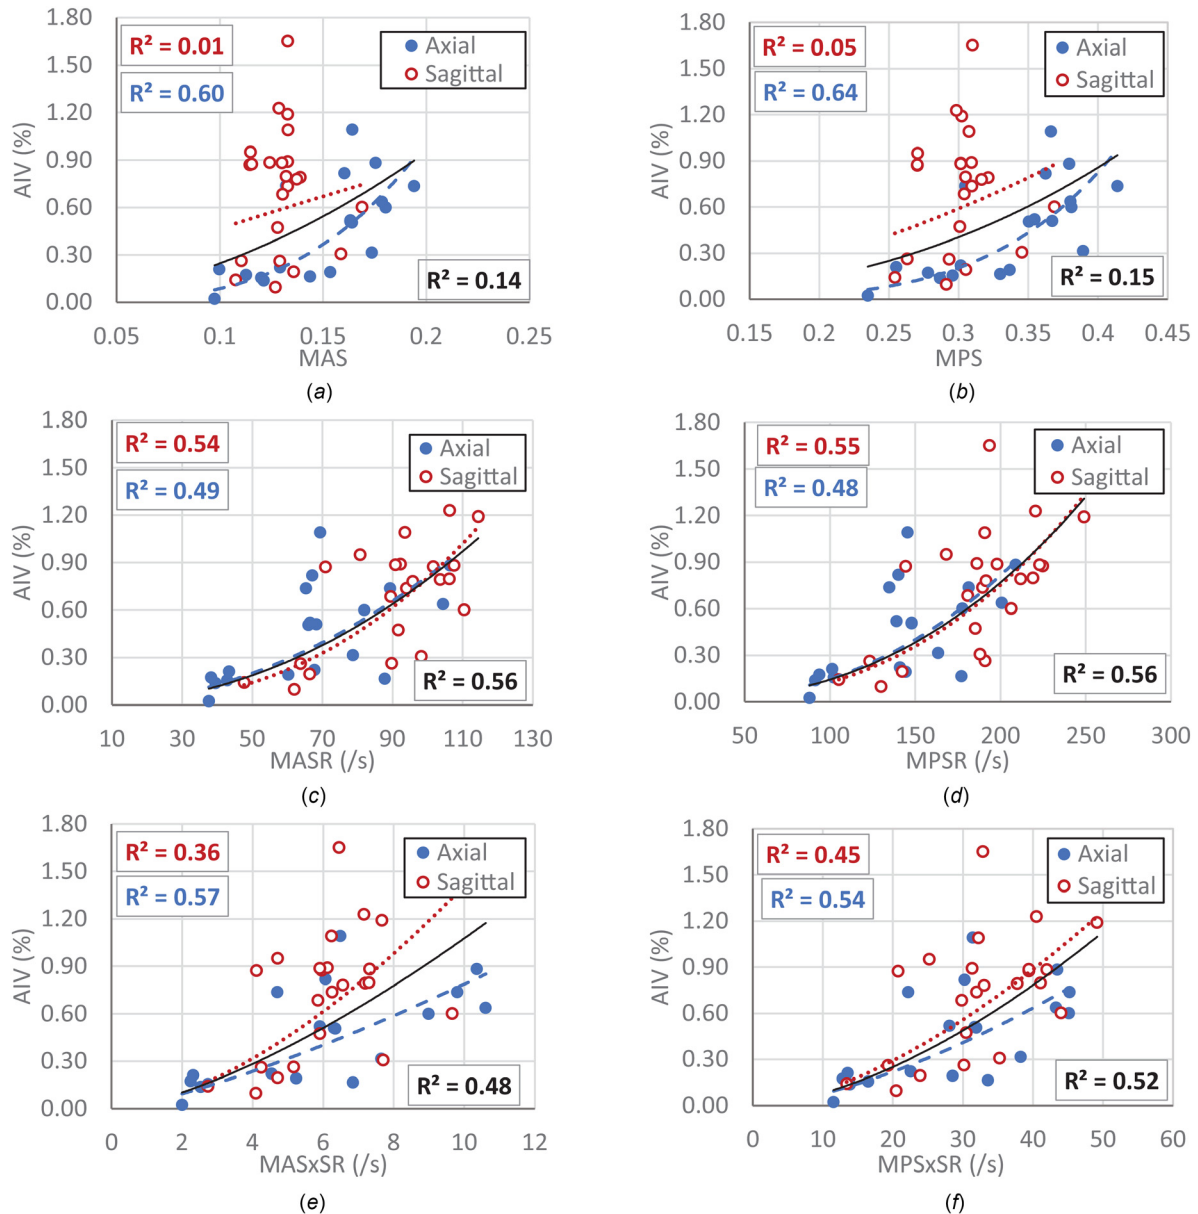 1.80
1.50
1.20
0.90
0.60
0.30
0.00
AIV (%)
R² = 0.01
R² = 0.60
Axial
Sagittal
R² = 0.14
0.05
0.1
0.15
0.2
0.25
MAS
(a)
1.80
1.50
1.20
0.90
0.60
0.30
0.00
AIV (%)
R² = 0.05
R² = 0.64
Axial
Sagittal
R² = 0.15
0.15
0.2
0.25
0.3
0.35
0.4
0.45
MPS
(b)
1.80
1.50
1.20
0.90
0.60
0.30
0.00
AIV (%)
R² = 0.54
R² = 0.49
Axial
Sagittal
R² = 0.56
10
30
50
70
90
110
130
MASR (/s)
(c)
1.80
1.50
1.20
0.90
0.60
0.30
0.00
AIV (%)
R² = 0.55
R² = 0.48
Axial
Sagittal
R² = 0.56
50
100
150
200
250
300
MPSR (/s)
(d)
1.80
1.50
1.20
0.90
0.60
0.30
0.00
AIV (%)
R² = 0.36
R² = 0.57
Axial
Sagittal
R² = 0.48
0
2
4
6
8
10
12
MASxSR (/s)
(e)
1.80
1.50
1.20
0.90
0.60
0.30
0.00
AIV (%)
R² = 0.45
R² = 0.54
Axial
Sagittal
R² = 0.52
0
10
20
30
40
50
60
MPSxSR (/s)
(f)